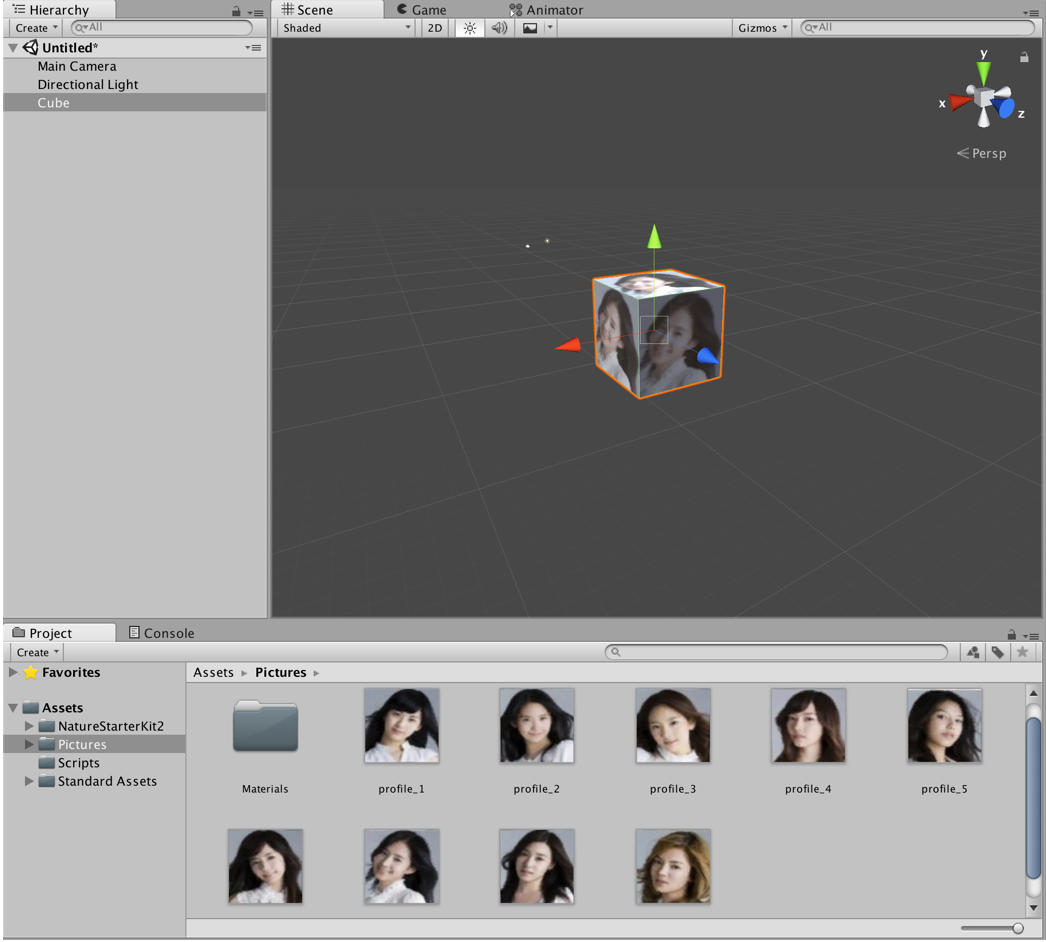 Hierarchy
Create
All
Untitled*
Main Camera
Directional Light
Cube
Scene Game Animator
Shaded 2D Gizmos All
y
x
z
Persp
Project Console
Create
Favorites
Assets
NatureStarterKit2
Pictures
Scripts
Standard Assets
Assets Pictures
Materials profile_1 profile_2 profile_3 profile_4 profile_5